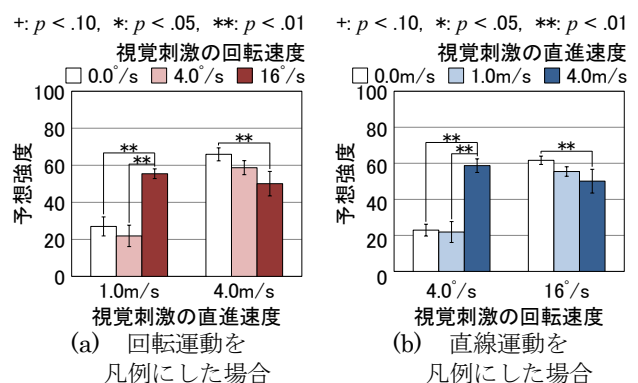 +: p < .10, *: p < .05, **: p < .01
視覚刺激の回転速度
0.0°/s 4.0°/s 16°/s
100
80
60
40
20
0
予想強度
**
**
**
1.0m/s 4.0m/s
視覚刺激の直進速度
(a) 回転運動を
凡例にした場合
+: p < .10, *: p < .05, **: p < .01
視覚刺激の直進速度
0.0m/s 1.0m/s 4.0m/s
100
80
60
40
20
0
予想強度
**
**
**
4.0°/s 16°/s
視覚刺激の回転速度
(b) 直線運動を
凡例にした場合